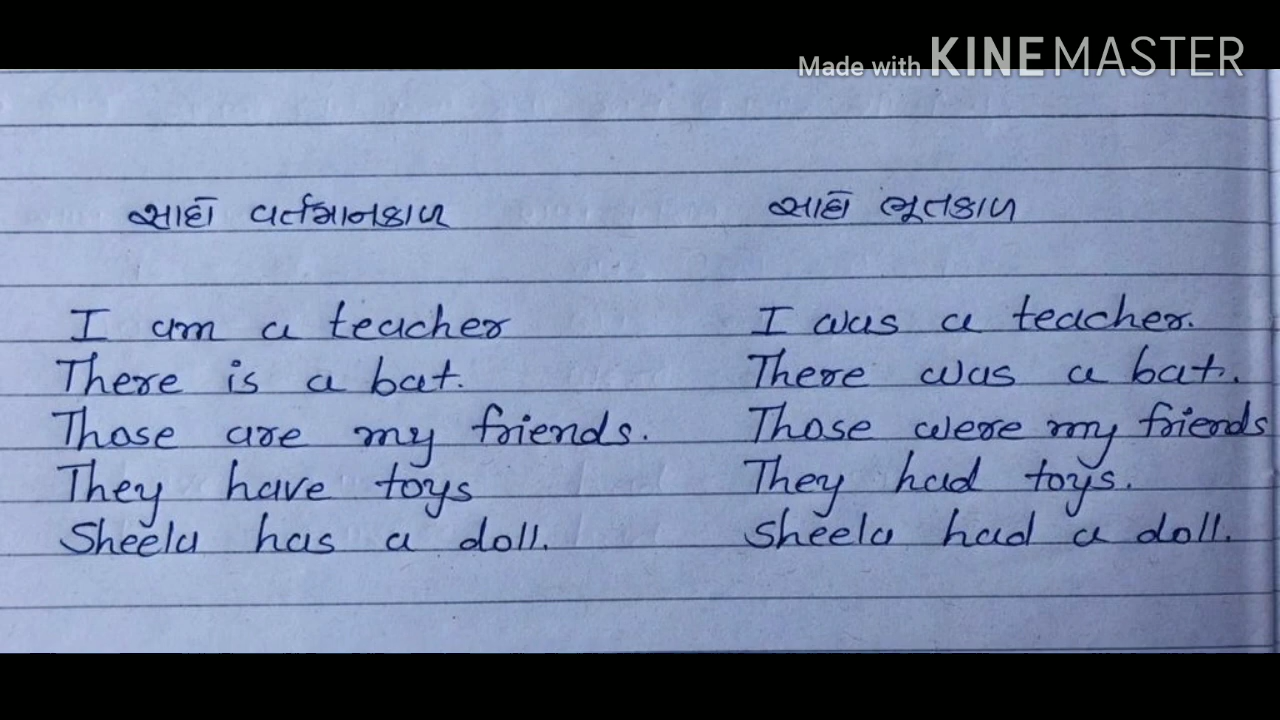 Made with KINEMASTER
સાદો વર્તમાનકાળ
સાદો ભૂતકાળ
I am a teacher
I was a teacher.
There is a bat.
There was a bat.
Those are my friends.
Those were my friends
They have toys
They had toys.
Sheela has a doll.
Sheela had a doll.